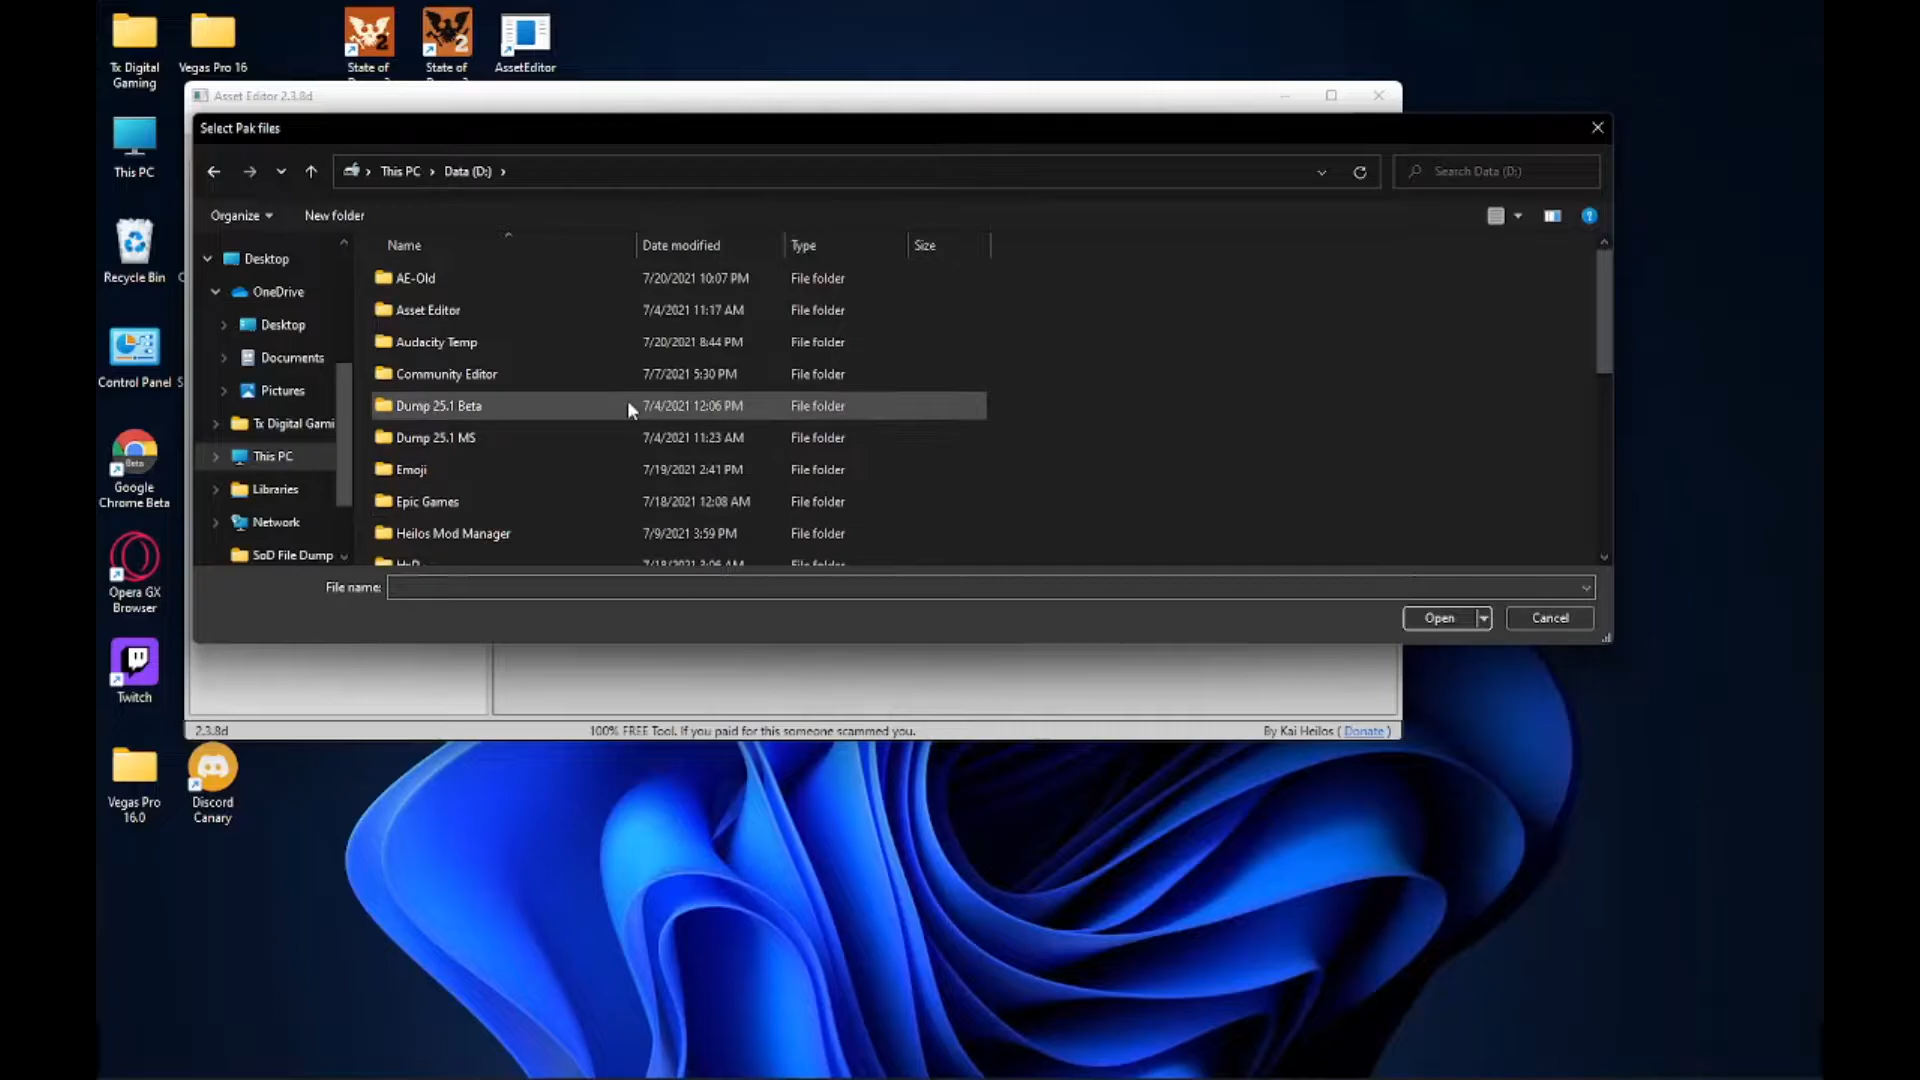 Tx Digital
Gaming
Vegas Pro 16
State of
State of
AssetEditor
Asset Editor 2.3.8d
Select Pak files
This PC
Data (D:)
Search Data (D:)
Organize
New folder
Name
Date modified
Type
Size
Desktop
OneDrive
Desktop
Documents
Pictures
Tx Digital Gami
This PC
Libraries
Network
SoD File Dump
AE-Old 7/20/2021 10:07 PM File folder
Asset Editor 7/4/2021 11:17 AM File folder
Audacity Temp 7/20/2021 8:44 PM File folder
Community Editor 7/7/2021 5:30 PM File folder
Dump 25.1 Beta 7/4/2021 12:06 PM File folder
Dump 25.1 MS 7/4/2021 11:23 AM File folder
Emoji 7/19/2021 2:41 PM File folder
Epic Games 7/18/2021 12:08 AM File folder
Heilos Mod Manager 7/9/2021 3:59 PM File folder
File name:
Open
Cancel
2.3.8d
100% FREE Tool. If you paid for this someone scammed you.
By Kai Heilos ( Donate )
This PC
Recycle Bin
Control Panel
Beta
Google
Chrome Beta
Opera GX
Browser
Twitch
Vegas Pro
16.0
Discord
Canary